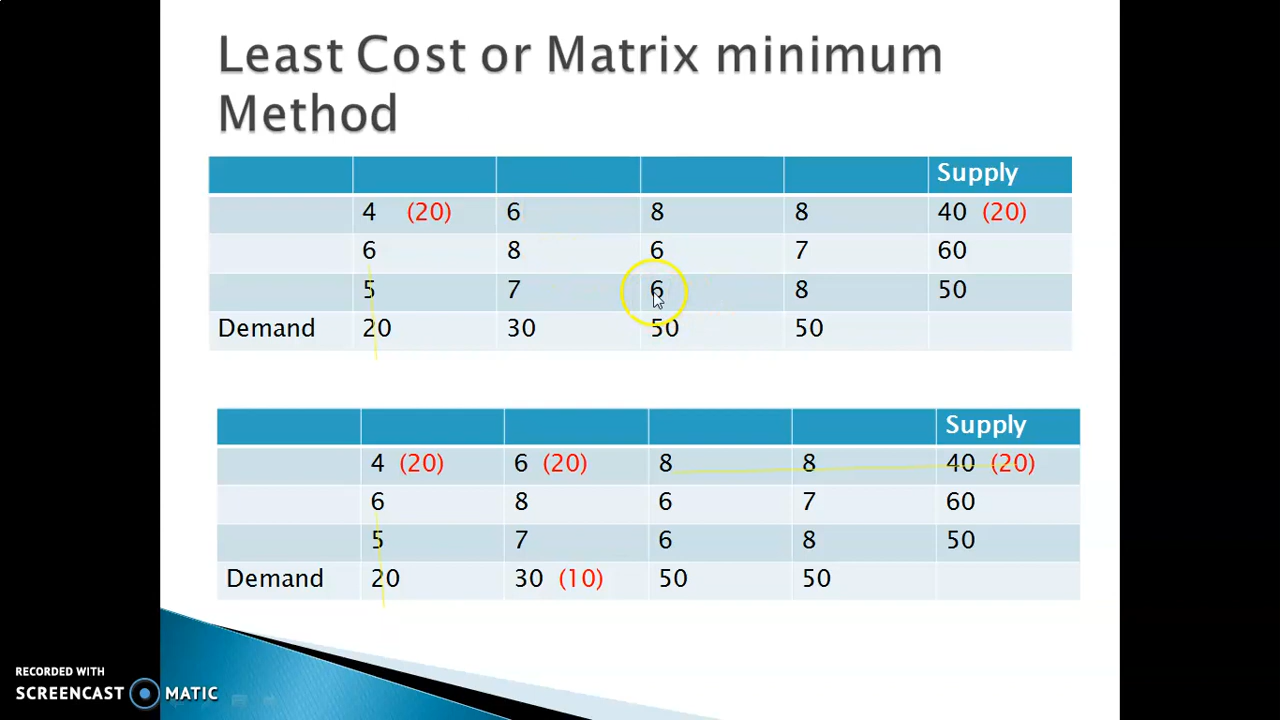 Least Cost or Matrix minimum
Method
Supply
4 (20) 6 8 8 40 (20)
6 8 6 7 60
5 7 6 8 50
Demand 20 30 50 50
Supply
4 (20) 6 (20) 8 8 40 (20)
6 8 6 7 60
5 7 6 8 50
Demand 20 30 (10) 50 50
RECORDED WITH
SCREENCAST MATIC